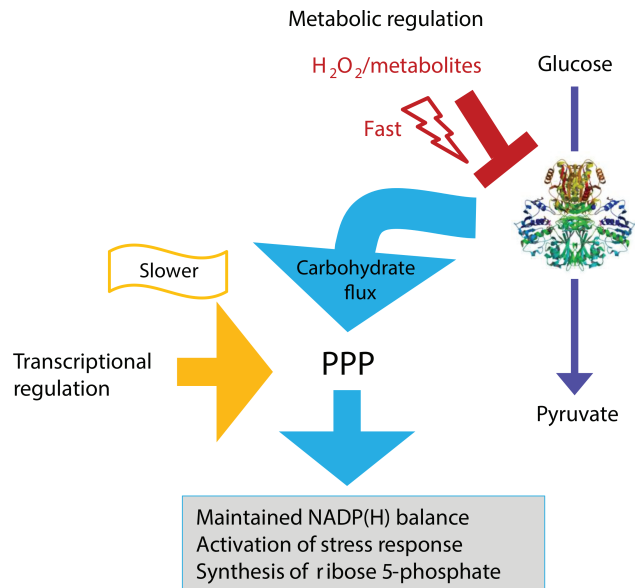 Metabolic regulation
H₂O₂/metabolites
Glucose
Fast
Slower
Carbohydrate
flux
Transcriptional
regulation
PPP
Pyruvate
Maintained NADP(H) balance
Activation of stress response
Synthesis of ribose 5-phosphate